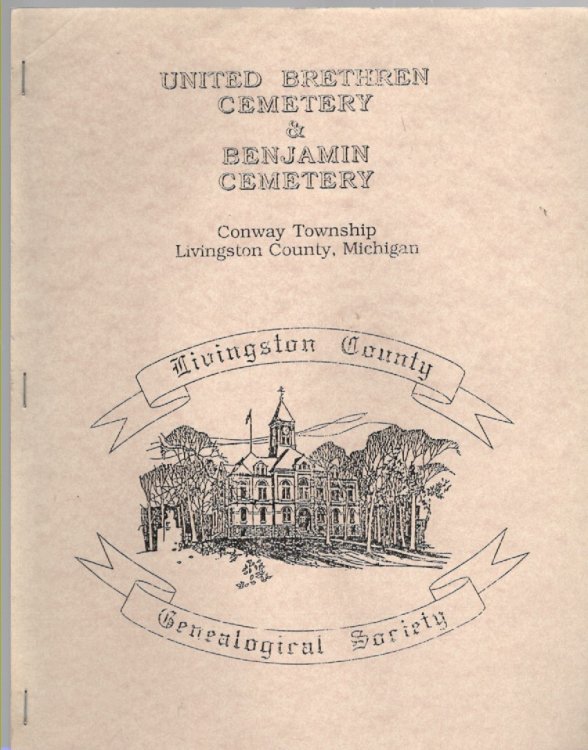 UNITED BRETHREN
CEMETERY
&
BENJAMIN
CEMETERY
Conway Township
Livingston County, Michigan
Livingston County
Genealogical Society